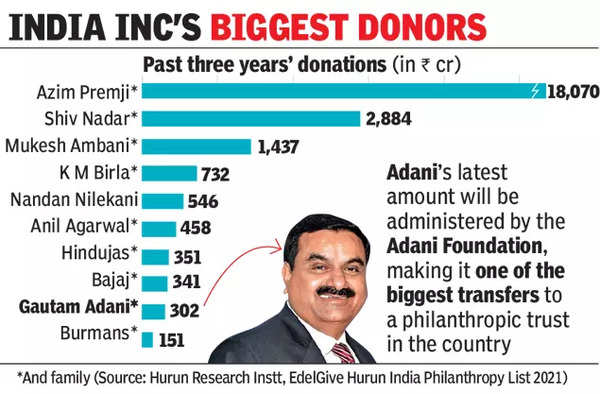 INDIA INC'S BIGGEST DONORS
Past three years' donations (in ₹ cr)
Azim Premji* 18,070
Shiv Nadar* 2,884
Mukesh Ambani* 1,437
K M Birla* 732
Nandan Nilekani 546
Anil Agarwal* 458
Hindujas* 351
Bajaj* 341
Gautam Adani* 302
Burmans* 151
Adani's latest
amount will be
administered by the
Adani Foundation,
making it one of the
biggest transfers to
a philanthropic trust
in the country
*And family (Source: Hurun Research Instt, EdelGive Hurun India Philanthropy List 2021)